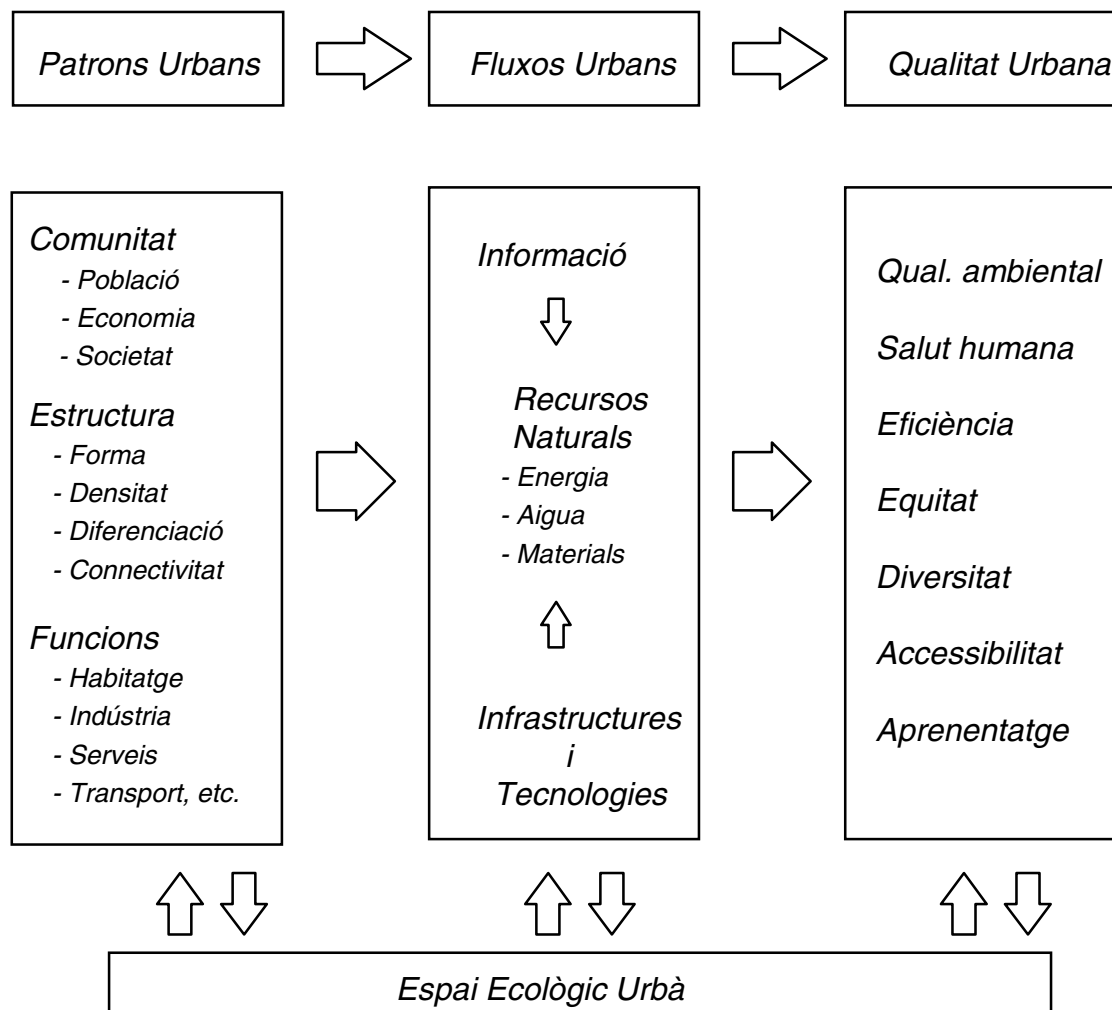 Patrons Urbans
Fluxos Urbans
Qualitat Urbana
Comunitat
- Població
- Economia
- Societat
Estructura
- Forma
- Densitat
- Diferenciació
- Connectivitat
Funcions
- Habitatge
- Indústria
- Serveis
- Transport, etc.
Informació
Recursos
Naturals
- Energia
- Aigua
- Materials
Infrastructures
i
Tecnologies
Qual. ambiental
Salut humana
Eficiència
Equitat
Diversitat
Accessibilitat
Aprenentatge
Espai Ecològic Urbà